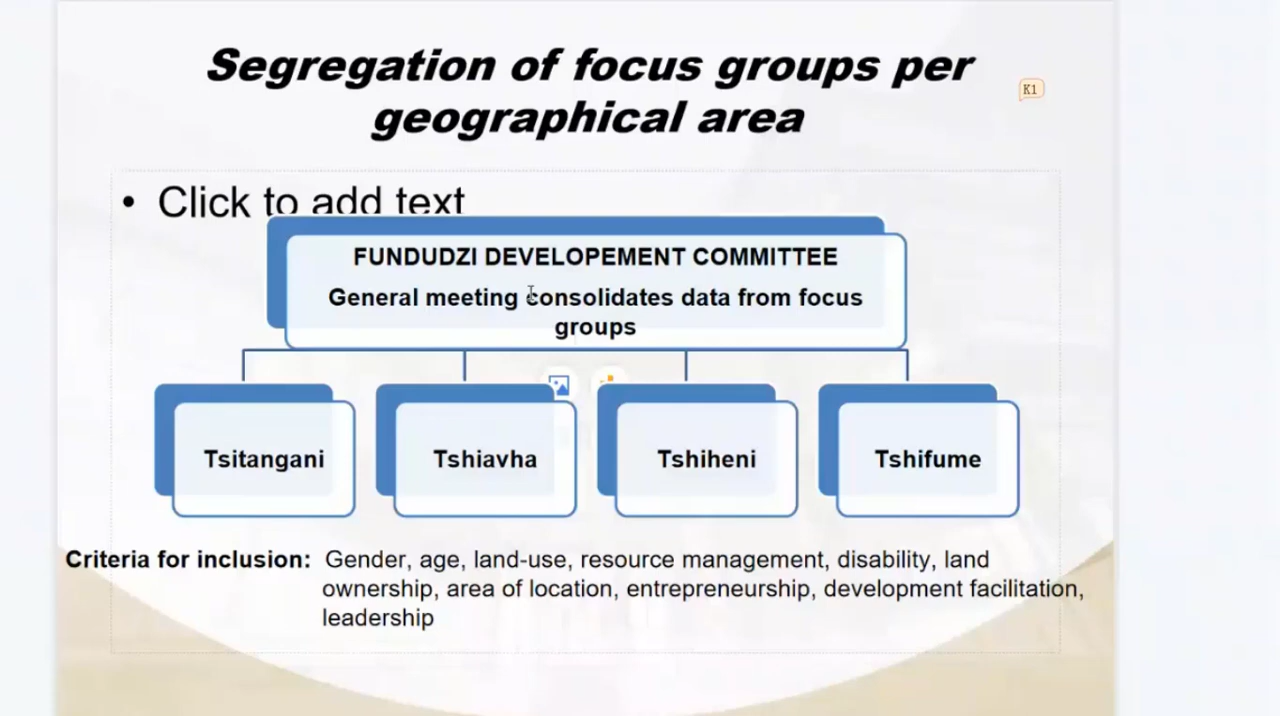 Segregation of focus groups per
geographical area
K1
• Click to add text
FUNDUDZI DEVELOPEMENT COMMITTEE
General meeting consolidates data from focus
groups
Tsitangani
Tshiavha
Tshiheni
Tshifume
Criteria for inclusion: Gender, age, land-use, resource management, disability, land
ownership, area of location, entrepreneurship, development facilitation,
leadership